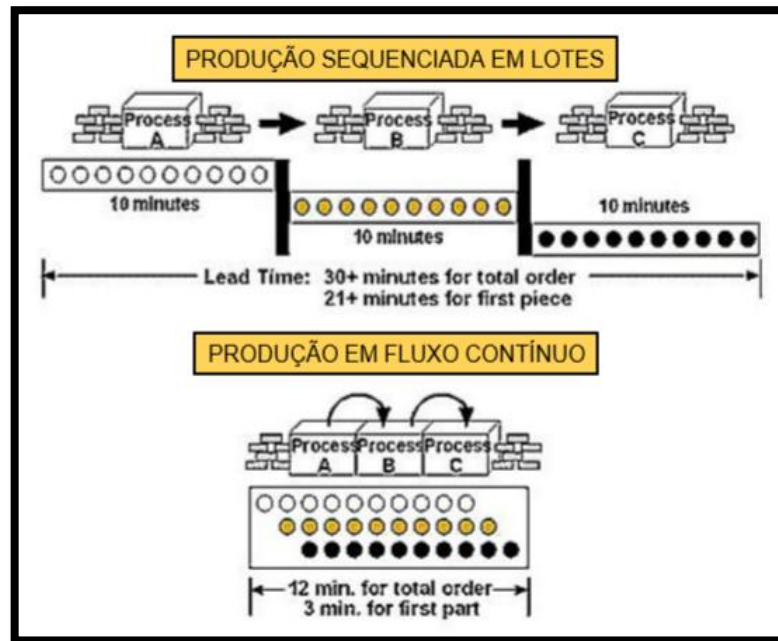 PRODUÇÃO SEQUENCIADA EM LOTES
Process
A
Process
B
Process
C
10 minutes
10 minutes
10 minutes
Lead Time: 30+ minutes for total order
21+ minutes for first piece
PRODUÇÃO EM FLUXO CONTÍNUO
Process
A
Process
B
Process
C
12 min. for total order
3 min. for first part